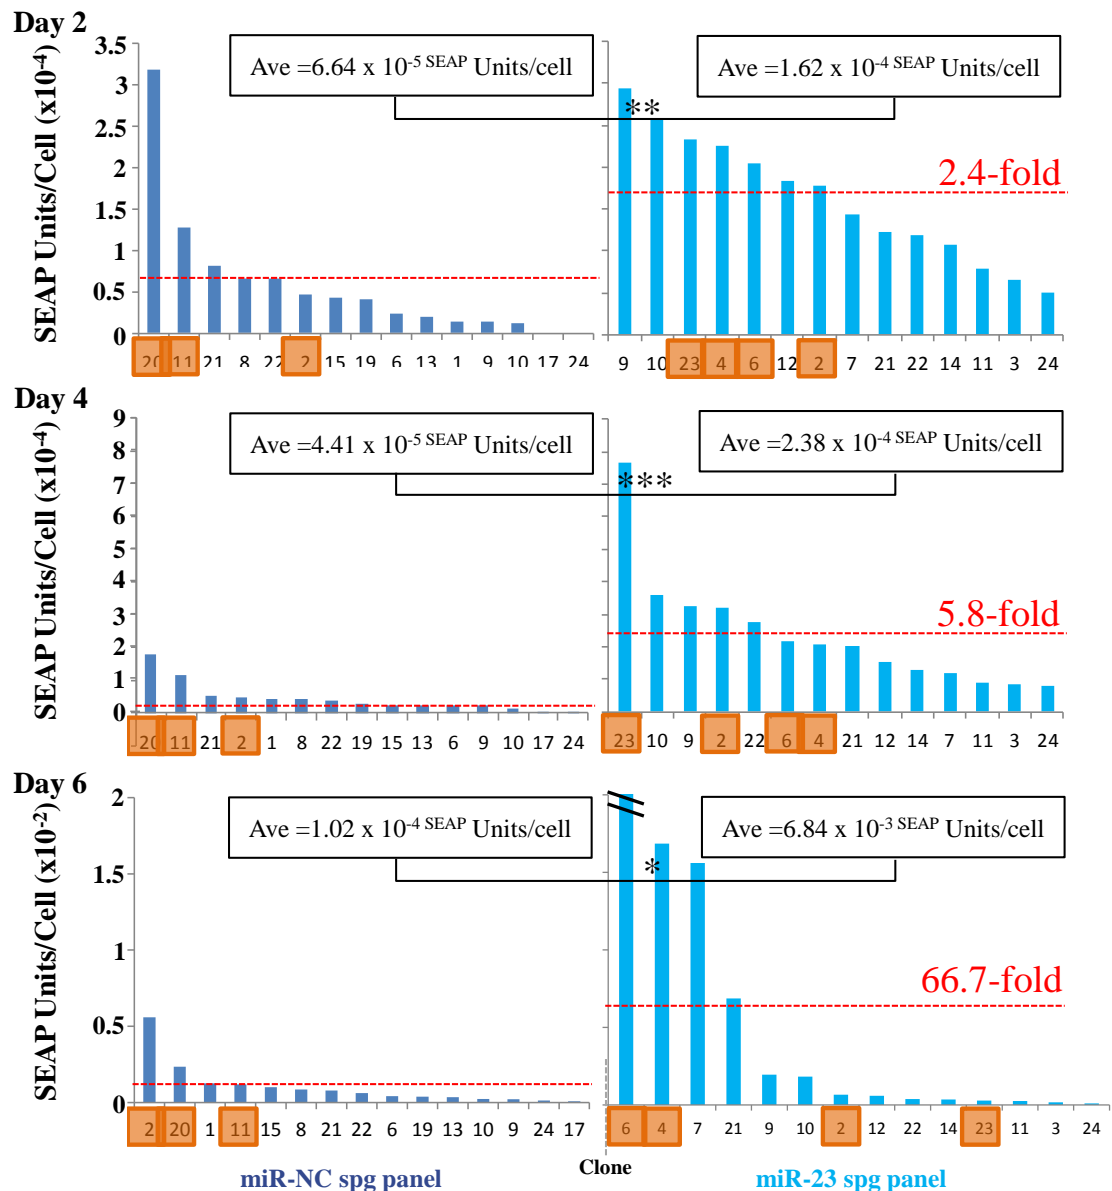 Day 2
SEAP Units/Cell (x10-4)
3.5
3
2.5
2
1.5
1
0.5
0
Ave =6.64 x 10-5 SEAP Units/cell
Ave =1.62 x 10-4 SEAP Units/cell
**
2.4-fold
20 11 21 8 22 2 15 19 6 13 1 9 10 17 24
9 10 23 4 6 12 2 7 21 22 14 11 3 24
Day 4
SEAP Units/Cell (x10-4)
9
8
7
6
5
4
3
2
1
0
Ave =4.41 x 10-5 SEAP Units/cell
Ave =2.38 x 10-4 SEAP Units/cell
***
5.8-fold
20 11 21 2 1 8 22 19 15 13 6 9 10 17 24
23 10 9 2 22 6 4 21 12 14 7 11 3 24
Day 6
SEAP Units/Cell (x10-2)
2
1.5
1
0.5
0
Ave =1.02 x 10-4 SEAP Units/cell
Ave =6.84 x 10-3 SEAP Units/cell
*
66.7-fold
2 20 1 11 15 8 21 22 6 19 13 10 9 24 17
6 4 7 21 9 10 2 12 22 14 23 11 3 24
Clone
miR-NC spg panel
miR-23 spg panel